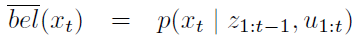 \overline{bel}(x_t) = p(x_t | z_{1:t-1}, u_{1:t})